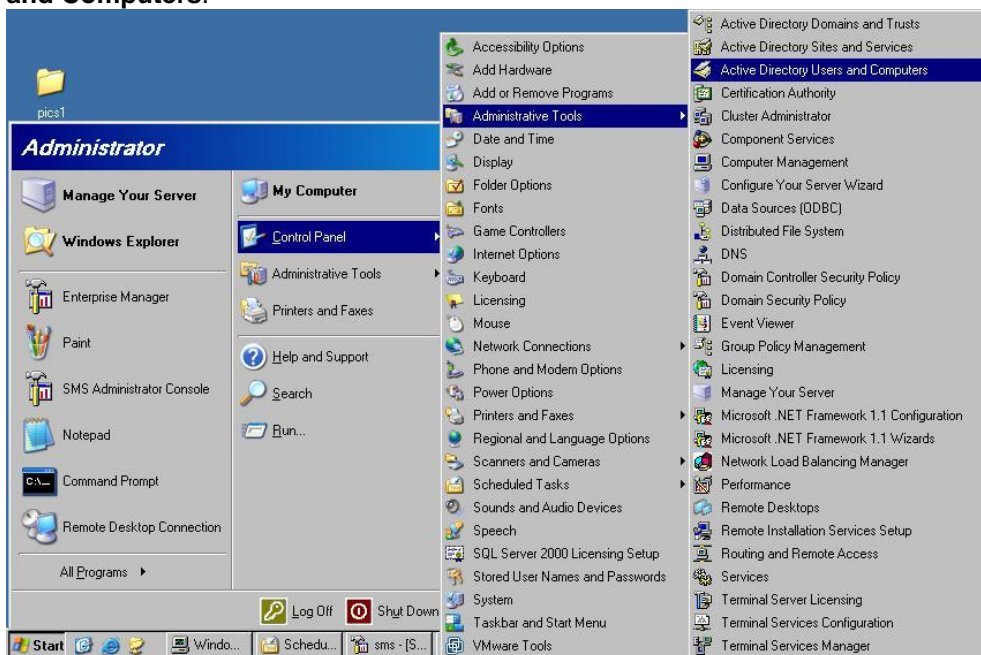 and Computers.
pics1
Administrator
Manage Your Server
Windows Explorer
Enterprise Manager
Paint
SMS Administrator Console
Notepad
Command Prompt
Remote Desktop Connection
All Programs
My Computer
Control Panel
Administrative Tools
Printers and Faxes
Help and Support
Search
Run...
Log Off
Shut Down
Accessibility Options
Add Hardware
Add or Remove Programs
Administrative Tools
Date and Time
Display
Folder Options
Fonts
Game Controllers
Internet Options
Keyboard
Licensing
Mouse
Network Connections
Phone and Modem Options
Power Options
Printers and Faxes
Regional and Language Options
Scanners and Cameras
Scheduled Tasks
Sounds and Audio Devices
Speech
SQL Server 2000 Licensing Setup
Stored User Names and Passwords
System
Taskbar and Start Menu
VMware Tools
Active Directory Domains and Trusts
Active Directory Sites and Services
Active Directory Users and Computers
Certification Authority
Cluster Administrator
Component Services
Computer Management
Configure Your Server Wizard
Data Sources (ODBC)
Distributed File System
DNS
Domain Controller Security Policy
Domain Security Policy
Event Viewer
Group Policy Management
Licensing
Manage Your Server
Microsoft .NET Framework 1.1 Configuration
Microsoft .NET Framework 1.1 Wizards
Network Load Balancing Manager
Performance
Remote Desktops
Remote Installation Services Setup
Routing and Remote Access
Services
Terminal Server Licensing
Terminal Services Configuration
Terminal Services Manager
Start
Windo...
Schedu...
sms - [S...